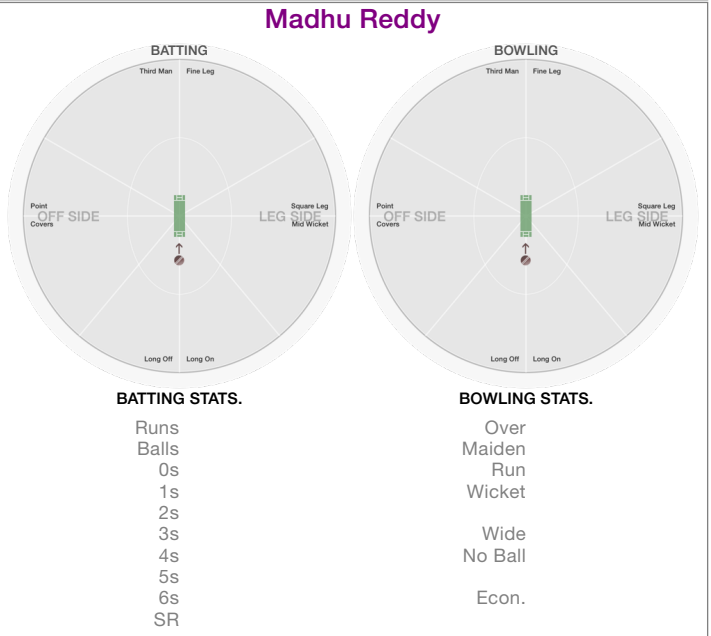 Madhu Reddy
BATTING
Third Man Fine Leg
Point
OFF SIDE
Covers
Square Leg
LEG SIDE
Mid Wicket
Long Off Long On
BOWLING
Third Man Fine Leg
Point
OFF SIDE
Covers
Square Leg
LEG SIDE
Mid Wicket
Long Off Long On
BATTING STATS.
Runs
Balls
0s
1s
2s
3s
4s
5s
6s
SR
BOWLING STATS.
Over
Maiden
Run
Wicket
Wide
No Ball
Econ.